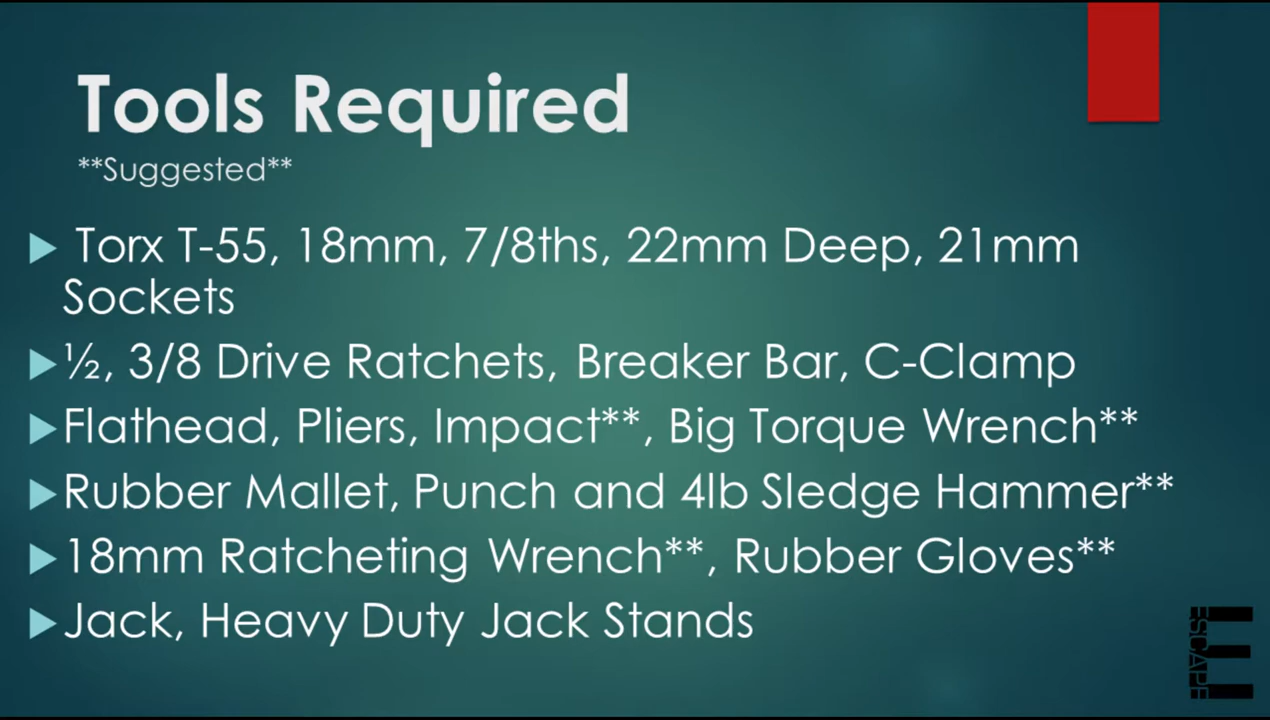 Tools Required
**Suggested**
Torx T-55, 18mm, 7/8ths, 22mm Deep, 21mm
Sockets
½, 3/8 Drive Ratchets, Breaker Bar, C-Clamp
Flathead, Pliers, Impact**, Big Torque Wrench**
Rubber Mallet, Punch and 4lb Sledge Hammer**
18mm Ratcheting Wrench**, Rubber Gloves**
Jack, Heavy Duty Jack Stands
E
ESCAPE